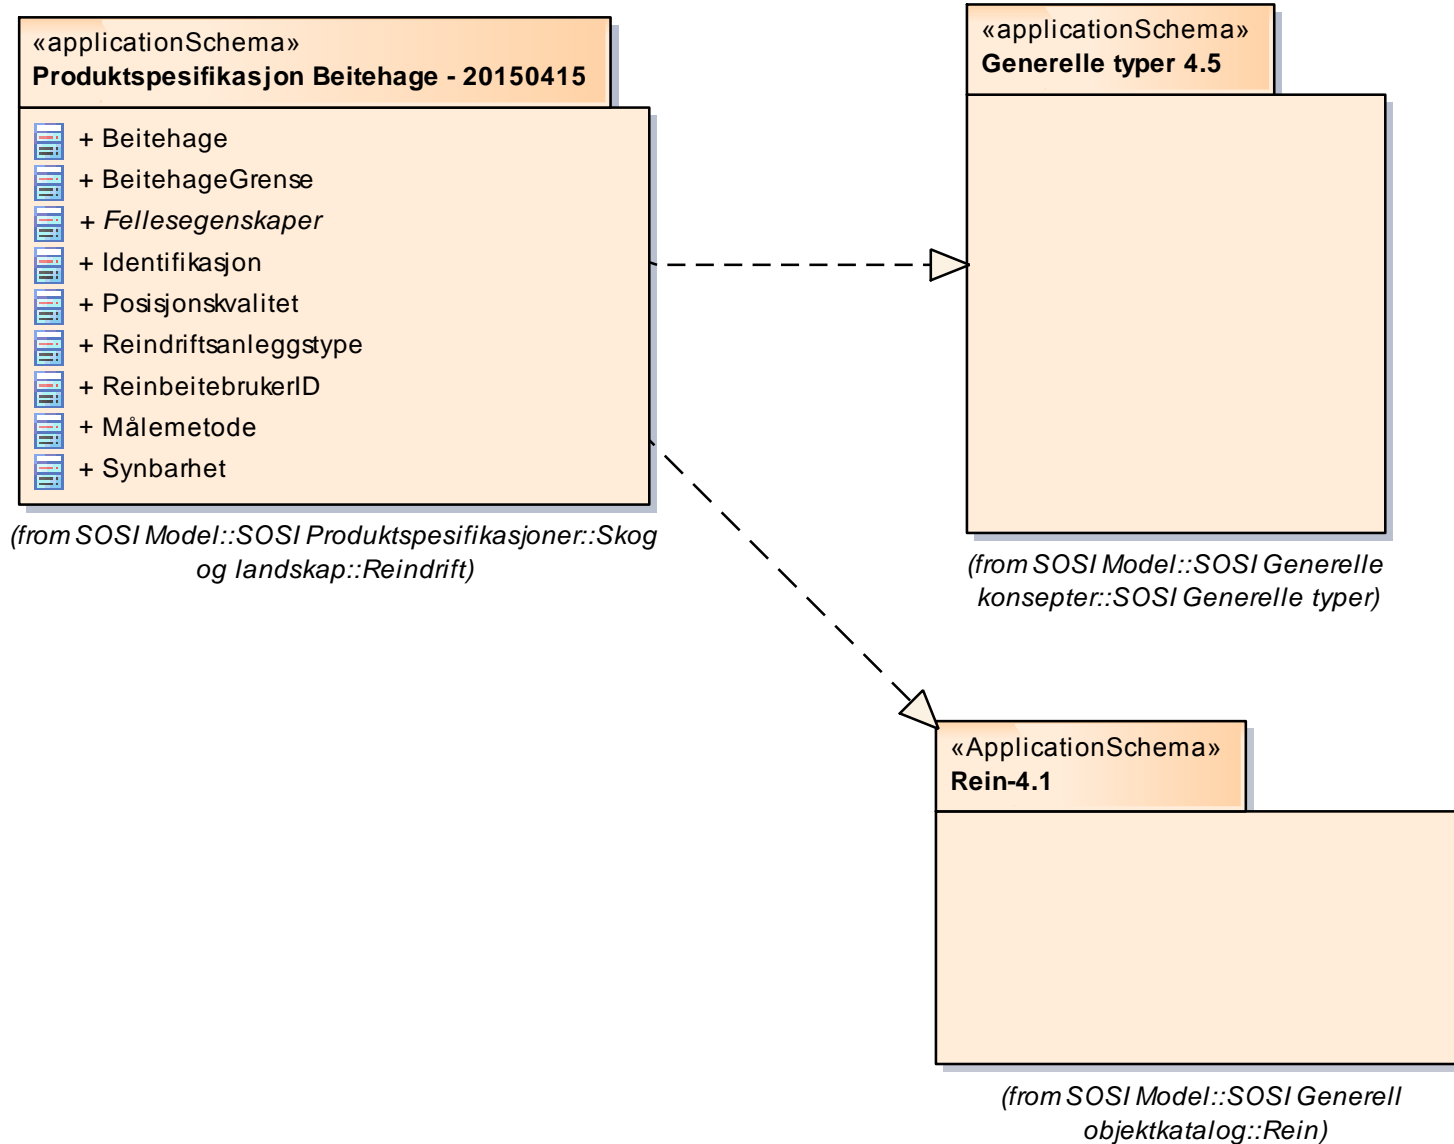 «applicationSchema»
Produktspesifikasjon Beitehage - 20150415
+ Beitehage
+ BeitehageGrense
+ Fellesegenskaper
+ Identifikasjon
+ Posisjonskvalitet
+ Reindriftsanleggstype
+ ReinbeitebrukerID
+ Målemetode
+ Synbarhet
(from SOSI Model::SOSI Produktspesifikasjoner::Skog
og landskap::Reindrift)
«applicationSchema»
Generelle typer 4.5
(from SOSI Model::SOSI Generelle
konsepter::SOSI Generelle typer)
«ApplicationSchema»
Rein-4.1
(from SOSI Model::SOSI Generell
objektkatalog::Rein)